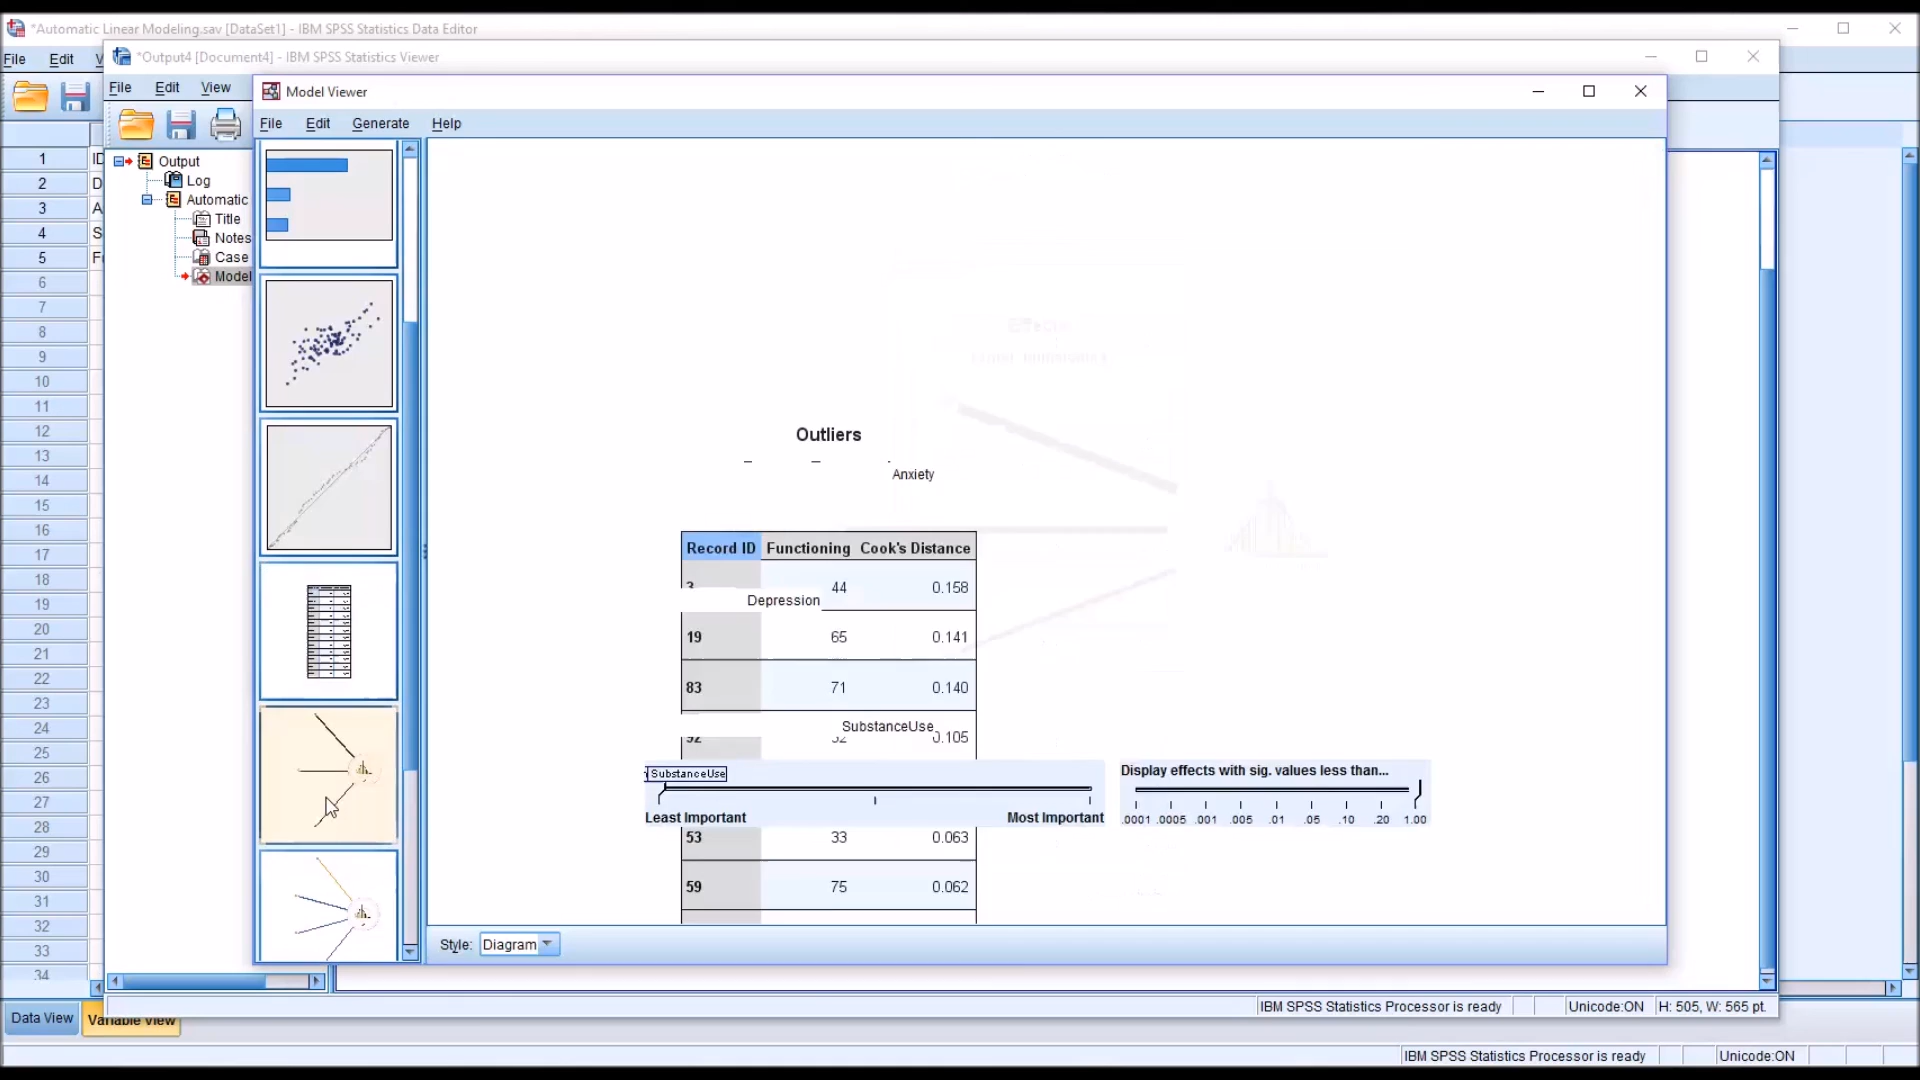 *Automatic Linear Modeling.sav [DataSet1] - IBM SPSS Statistics Data Editor
File Edit V
*Output4 [Document4] - IBM SPSS Statistics Viewer
File Edit View
Model Viewer
File Edit Generate Help
Output
Log
Automatic
Title
Notes
Case
Model
1 ID
2 D
3 A
4 S
5 F
6
7
8
9
10
11
12
13
14
15
16
17
18
19
20
21
22
23
24
25
26
27
28
29
30
31
32
33
34
Effects
Outliers
Anxiety
Record ID Functioning Cook's Distance
3 44 0.158
Depression
19 65 0.141
83 71 0.140
SubstanceUse
92 0.105
SubstanceUse
Least Important Most Important
Display effects with sig. values less than...
.0001 .0005 .001 .005 .01 .05 .10 .20 1.00
53 33 0.063
59 75 0.062
Style: Diagram
IBM SPSS Statistics Processor is ready Unicode:ON H: 505, W: 565 pt.
Data View Variable View
IBM SPSS Statistics Processor is ready Unicode:ON